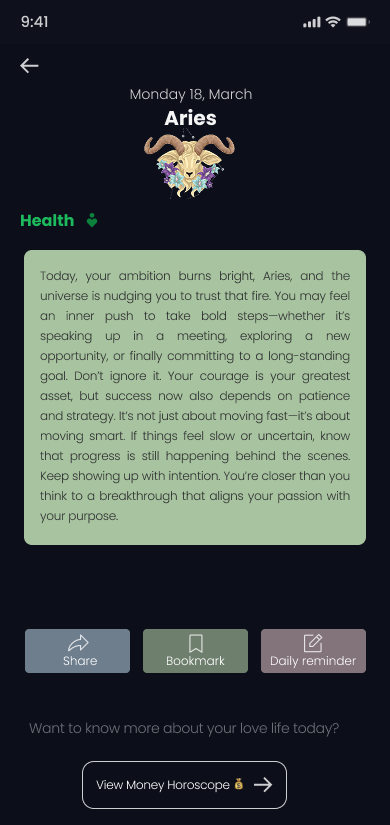 9:41
Monday 18, March
Aries
Health
Today, your ambition burns bright, Aries, and the
universe is nudging you to trust that fire. You may feel
an inner push to take bold steps—whether it's
speaking up in a meeting, exploring a new
opportunity, or finally committing to a long-standing
goal. Don't ignore it. Your courage is your greatest
asset, but success now also depends on patience
and strategy. It's not just about moving fast—it's about
moving smart. If things feel slow or uncertain, know
that progress is still happening behind the scenes.
Keep showing up with intention. You're closer than you
think to a breakthrough that aligns your passion with
your purpose.
Share
Bookmark
Daily reminder
Want to know more about your love life today?
View Money Horoscope